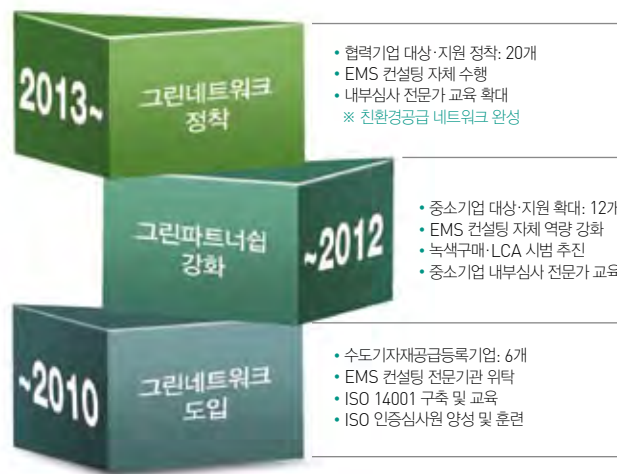 2013~
그린네트워크
정착
• 협력기업 대상·지원 정착: 20개
• EMS 컨설팅 자체 수행
• 내부심사 전문가 교육 확대
※ 친환경공급 네트워크 완성
그린파트너쉽
강화
~2012
• 중소기업 대상·지원 확대: 12개
• EMS 컨설팅 자체 역량 강화
• 녹색구매·LCA 시범 추진
• 중소기업 내부심사 전문가 교육
~2010
그린네트워크
도입
• 수도기자재공급등록기업: 6개
• EMS 컨설팅 전문기관 위탁
• ISO 14001 구축 및 교육
• ISO 인증심사원 양성 및 훈련